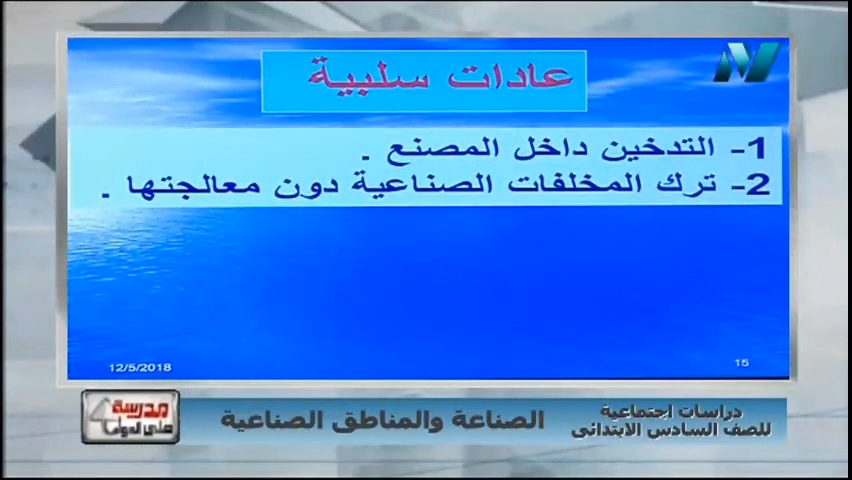 عادات سلبية
1- التدخين داخل المصنع .
2- ترك المخلفات الصناعية دون معالجتها .
12/5/2018
15
دراسات اجتماعية
للصف السادس الابتدائى
الصناعة والمناطق الصناعية
مدرسة
على الهواء